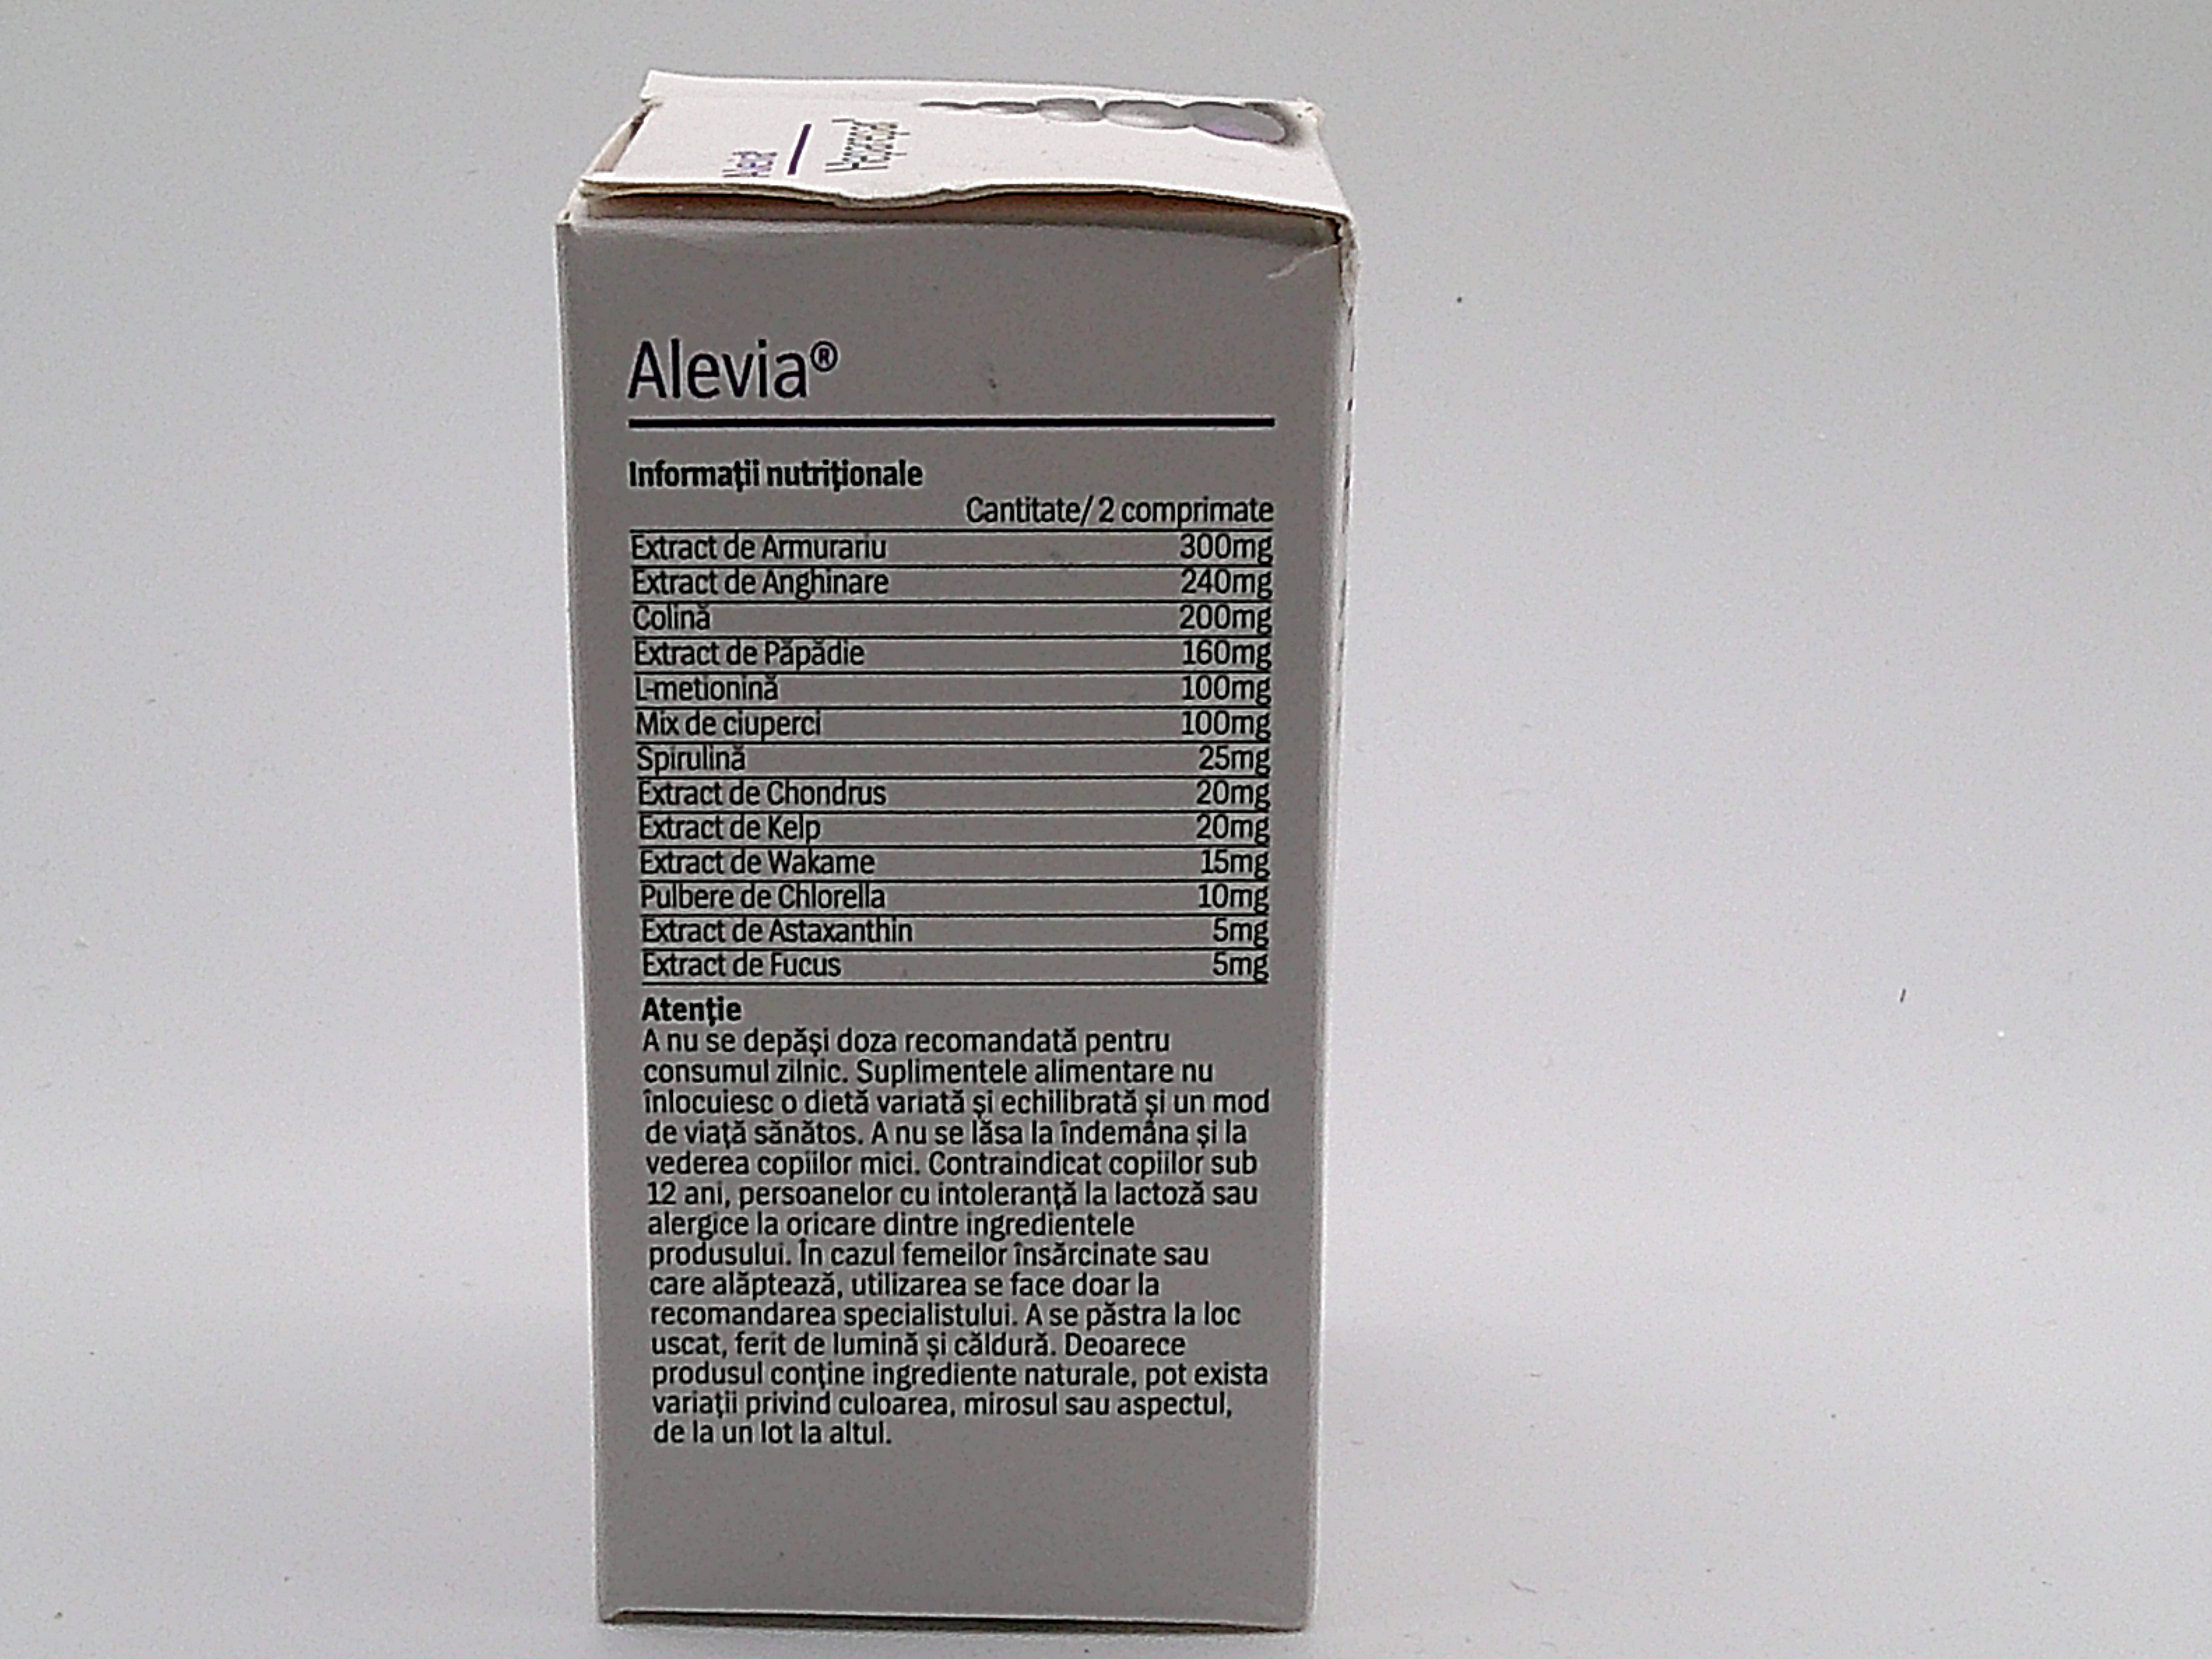 Alevia
Alevia®
Informaţii nutriţionale
Cantitate/ 2 comprimate
Extract de Armurariu 300mg
Extract de Anghinare 240mg
Colină 200mg
Extract de Păpădie 160mg
L-metionină 100mg
Mix de ciuperci 100mg
Spirulină 25mg
Extract de Chondrus 20mg
Extract de Kelp 20mg
Extract de Wakame 15mg
Pulbere de Chlorella 10mg
Extract de Astaxanthin 5mg
Extract de Fucus 5mg
Atenţie
A nu se depăşi doza recomandată pentru
consumul zilnic. Suplimentele alimentare nu
înlocuiesc o dietă variată şi echilibrată şi un mod
de viaţă sănătos. A nu se lăsa la îndemâna şi la
vederea copiilor mici. Contraindicat copiilor sub
12 ani, persoanelor cu intoleranţă la lactoză sau
alergice la oricare dintre ingredientele
produsului. În cazul femeilor însărcinate sau
care alăptează, utilizarea se face doar la
recomandarea specialistului. A se păstra la loc
uscat, ferit de lumină şi căldură. Deoarece
produsul conţine ingrediente naturale, pot exista
variaţii privind culoarea, mirosul sau aspectul,
de la un lot la altul.